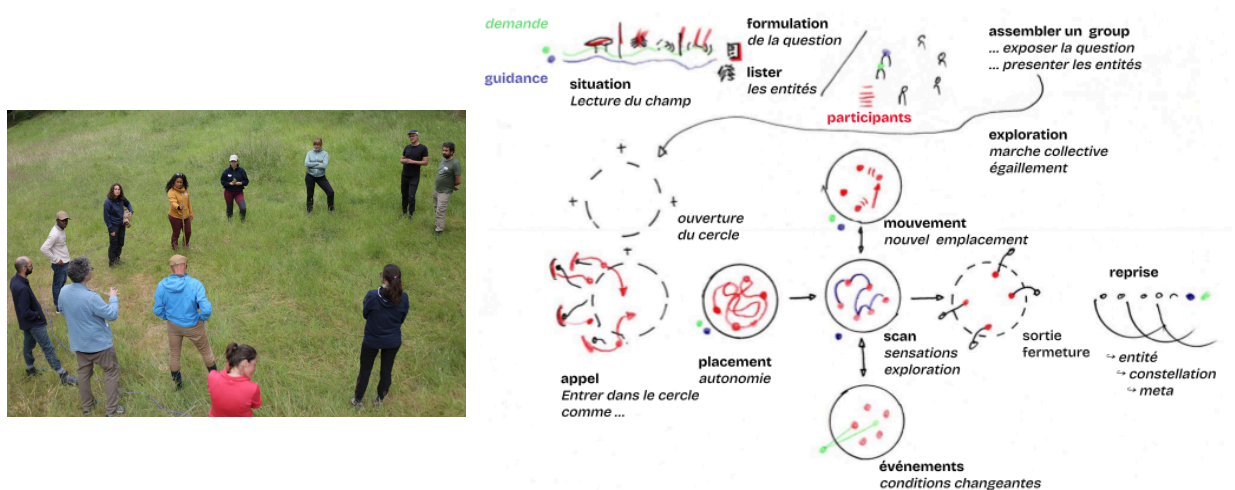 demande
guidance
situation
Lecture du champ
formulation
de la question
lister
les entités
participants
assembler un group
... exposer la question
... presenter les entités
exploration
marche collective
égaillement
ouverture
du cercle
appel
Entrer dans le cercle
comme ...
placement
autonomie
mouvement
nouvel emplacement
scan
sensations
exploration
événements
conditions changeantes
sortie
fermeture
reprise
↪ entité
↪ constellation
↪ meta